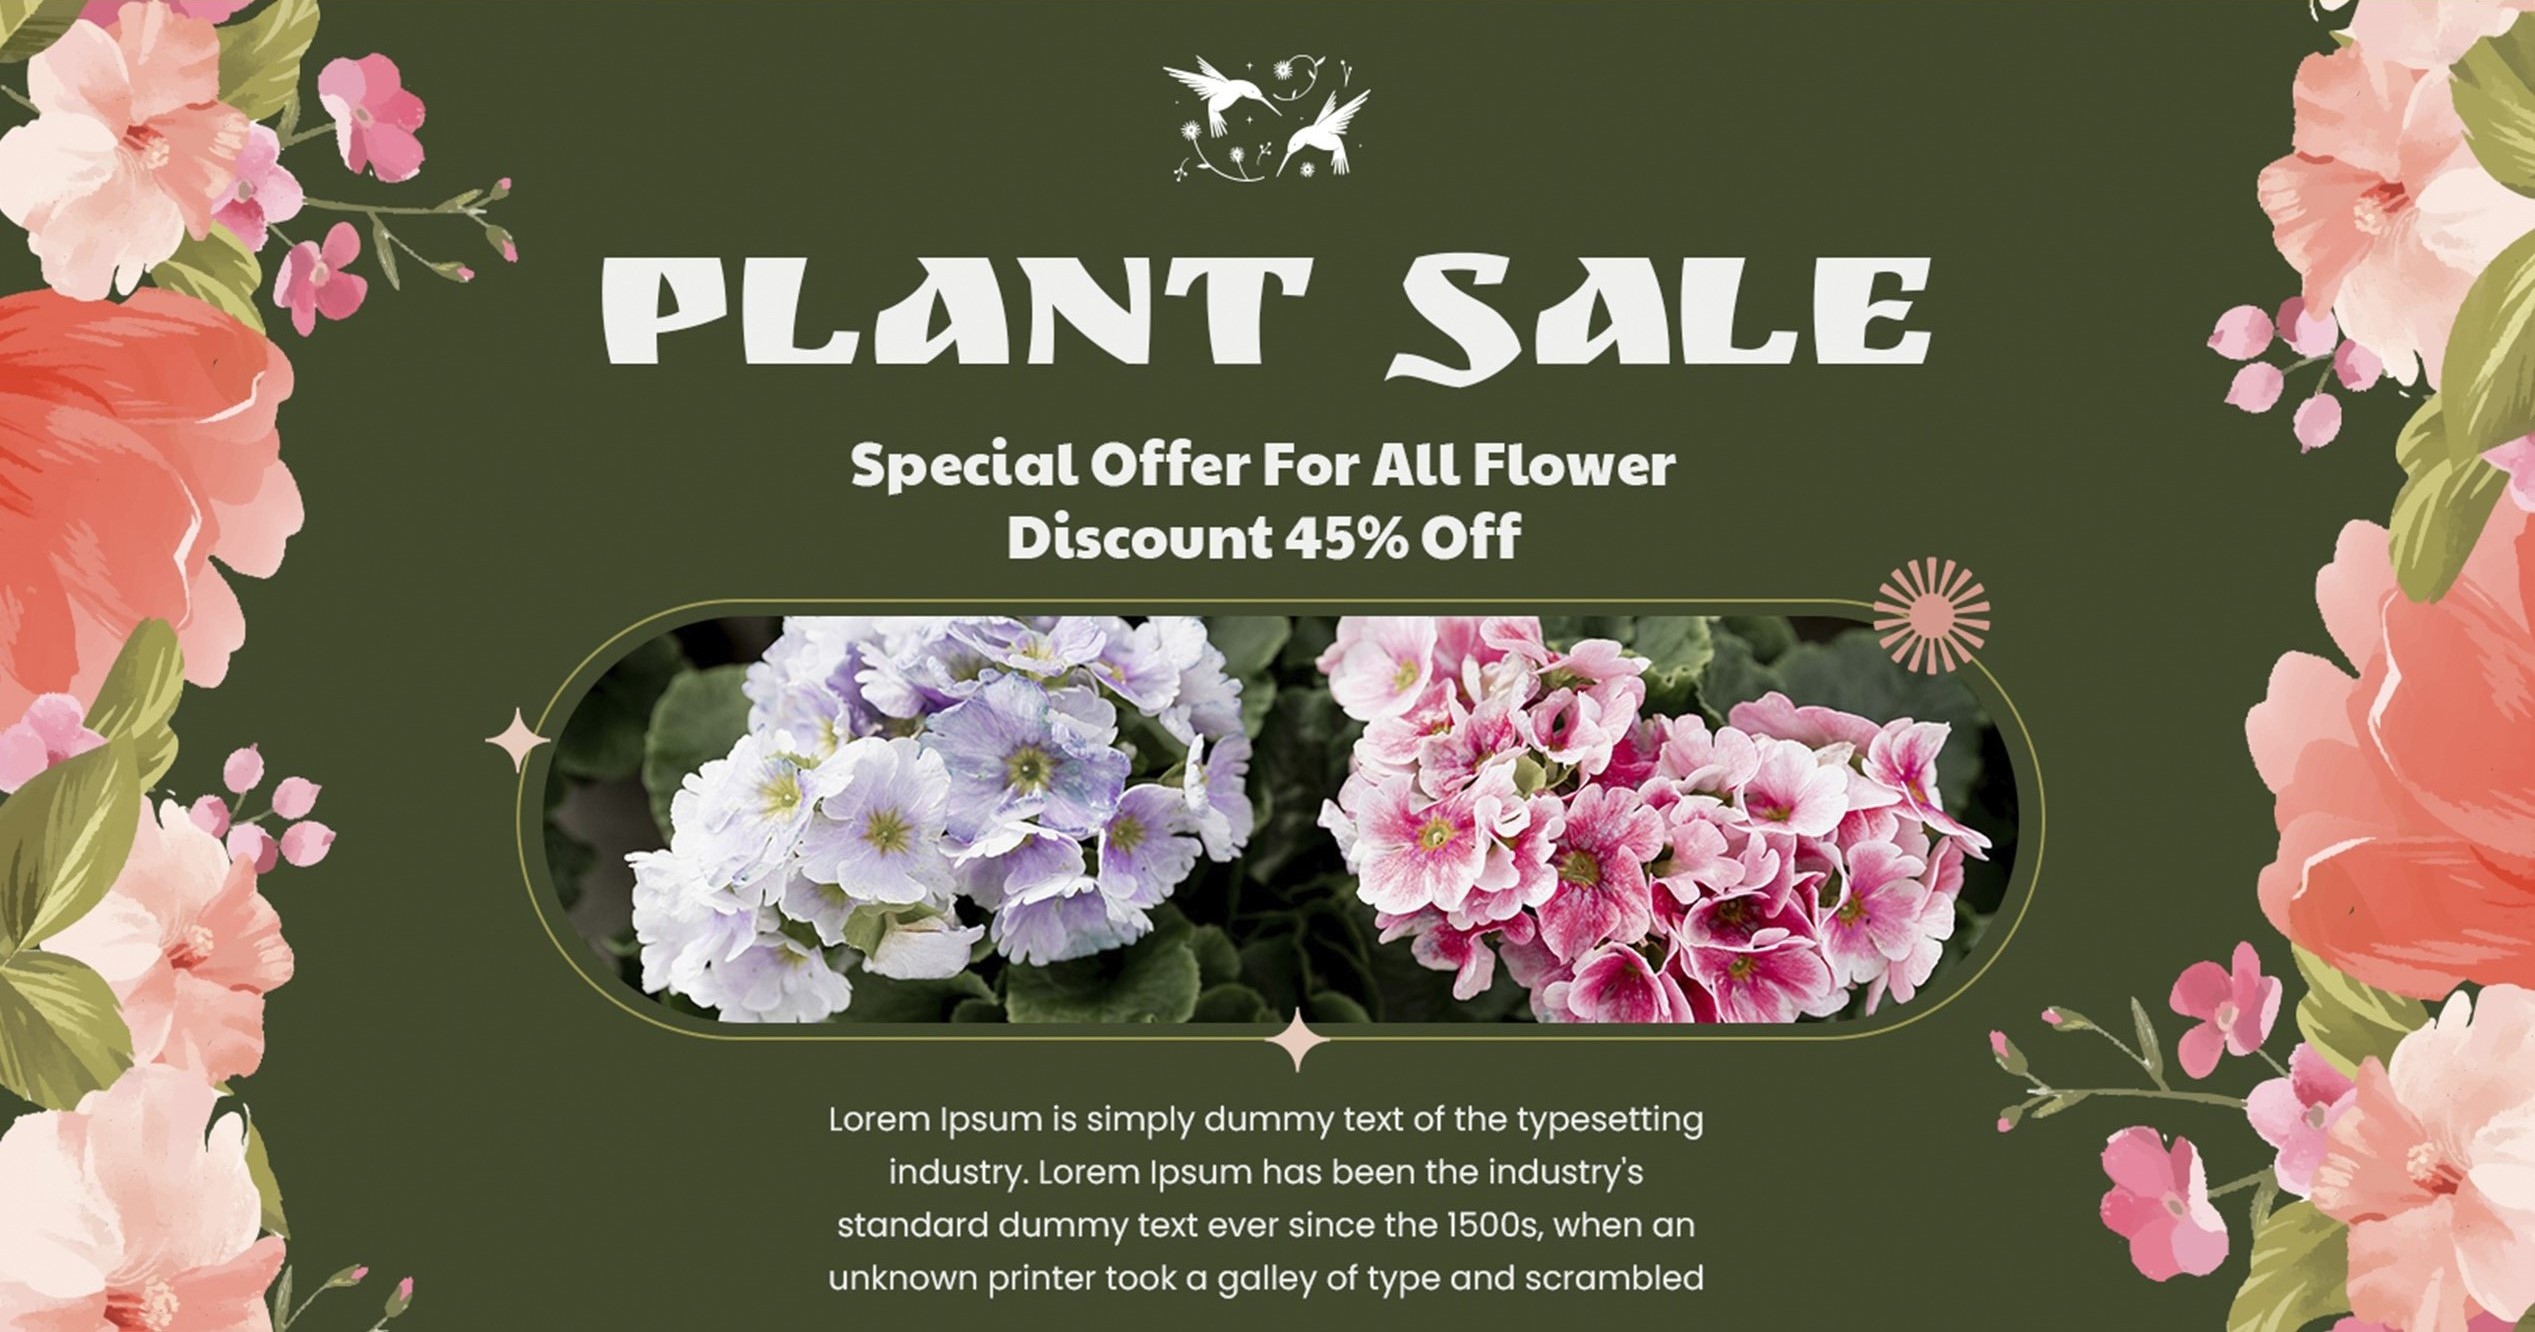 PLANT SALE
Special Offer For All Flower
Discount 45% Off
Lorem Ipsum is simply dummy text of the typesetting
industry. Lorem Ipsum has been the industry's
standard dummy text ever since the 1500s, when an
unknown printer took a galley of type and scrambled